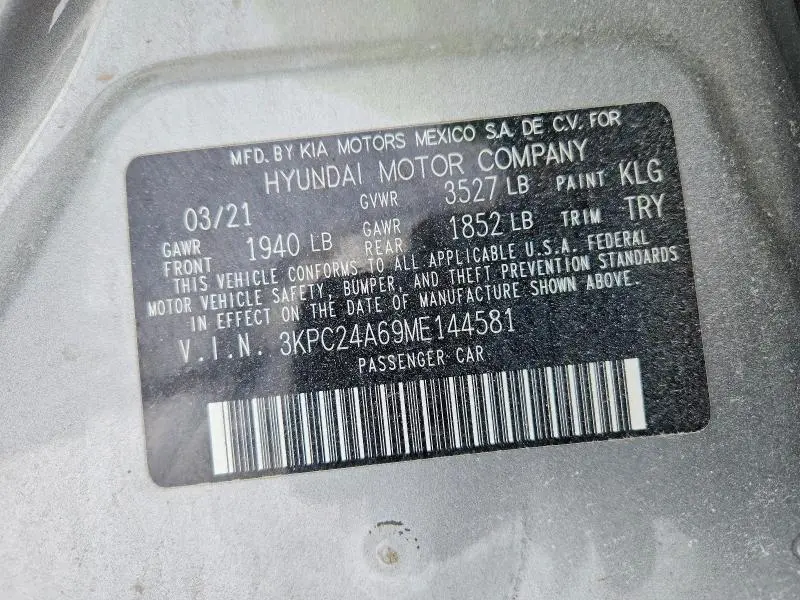 MFD. BY KIA MOTORS MEXICO S.A. DE C.V. FOR
HYUNDAI MOTOR COMPANY
03/21 GVWR 3527 LB PAINT KLG
GAWR FRONT 1940 LB GAWR REAR 1852 LB TRIM TRY
THIS VEHICLE CONFORMS TO ALL APPLICABLE U.S.A. FEDERAL
MOTOR VEHICLE SAFETY, BUMPER, AND THEFT PREVENTION STANDARDS
IN EFFECT ON THE DATE OF MANUFACTURE SHOWN ABOVE.
V.I.N. 3KPC24A69ME144581
PASSENGER CAR